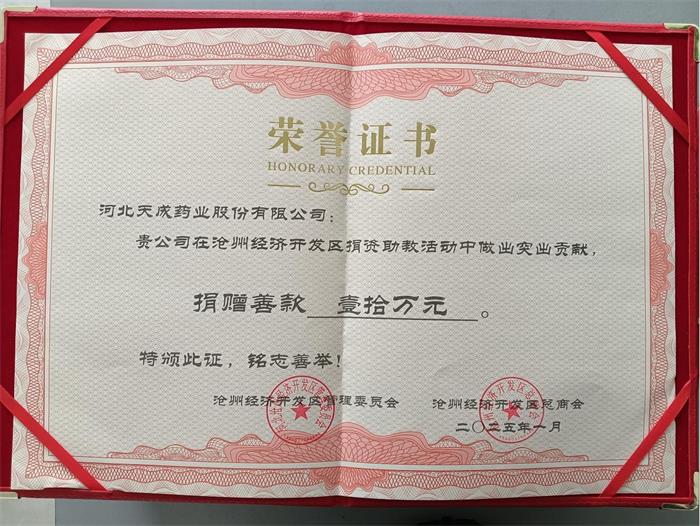 荣誉证书
HONORARY CREDENTIAL
河北天成药业股份有限公司：
贵公司在沧州经济开发区捐资助教活动中做出突出贡献，
捐赠善款 壹拾万元 。
特颁此证，铭志善举！
沧州经济开发区管理委员会 沧州经济开发区总商会
二〇二五年一月